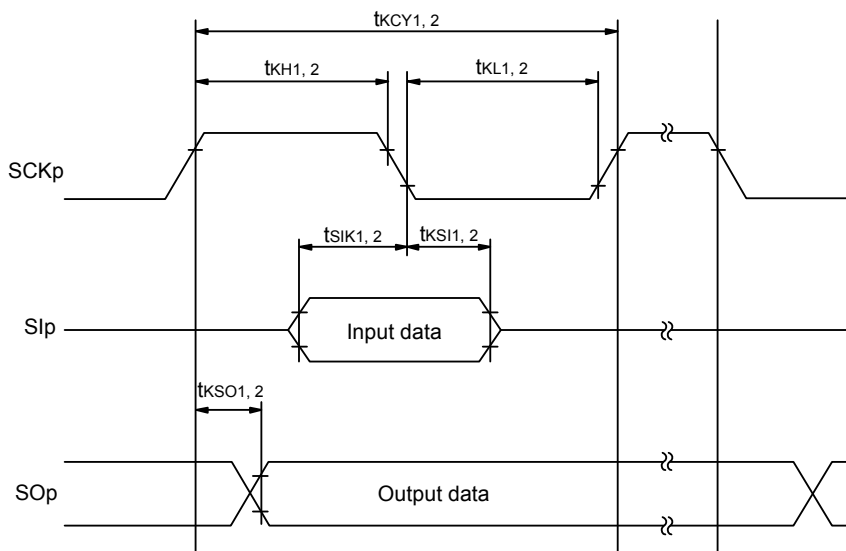 tKCY1, 2
tKH1, 2
tKL1, 2
SCKp
tSIK1, 2
tKSI1, 2
SIp
Input data
tKSO1, 2
SOp
Output data